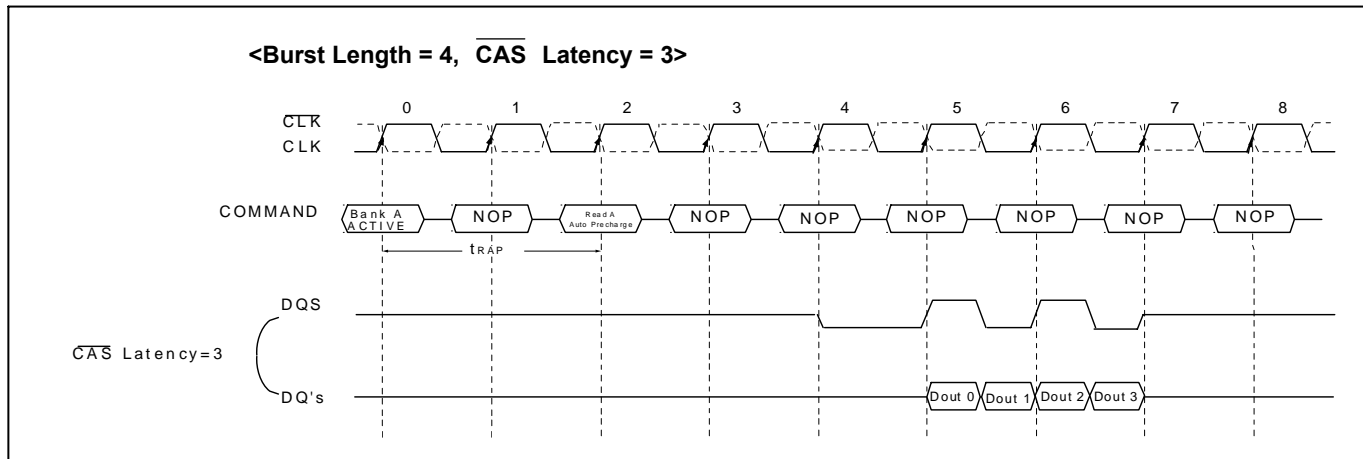 <Burst Length = 4, CAS Latency = 3>
0 1 2 3 4 5 6 7 8
CLK
CLK
COMMAND
Bank A
ACTIVE
NOP
Read A
Auto Precharge
NOP
NOP
NOP
NOP
NOP
NOP
tRAP
DQS
CAS Latency=3
DQ's
Dout 0 Dout 1 Dout 2 Dout 3